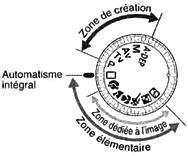 Zone de création
A-DEP
M
Av
Tv
P
Automatisme
intégral
Zone dédiée à l'image
Zone élémentaire